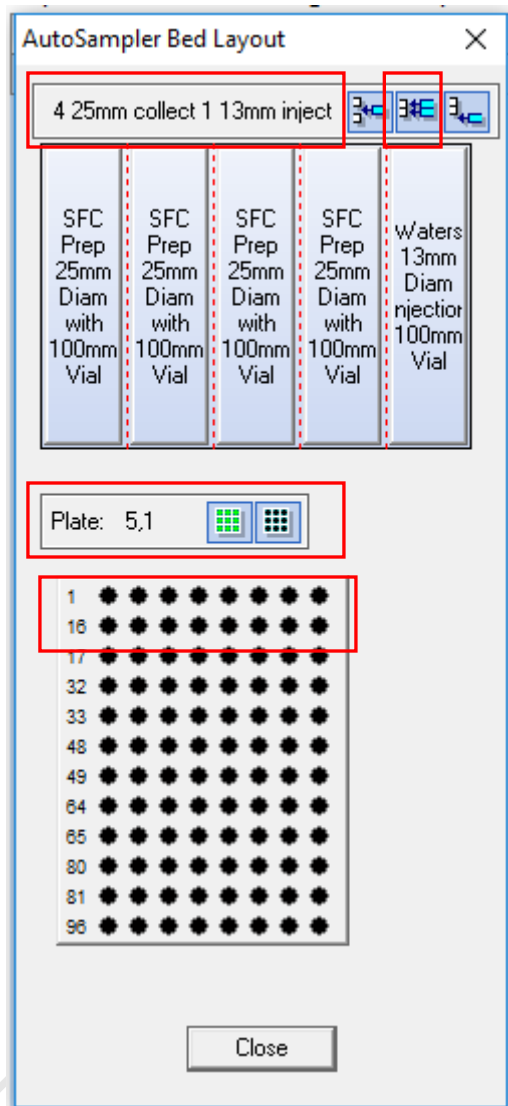 AutoSampler Bed Layout
4 25mm collect 1 13mm inject
SFC
Prep
25mm
Diam
with
100mm
Vial
SFC
Prep
25mm
Diam
with
100mm
Vial
SFC
Prep
25mm
Diam
with
100mm
Vial
SFC
Prep
25mm
Diam
with
100mm
Vial
Waters
13mm
Diam
njection
100mm
Vial
Plate: 5,1
1
16
17
32
33
48
49
64
65
80
81
96
Close